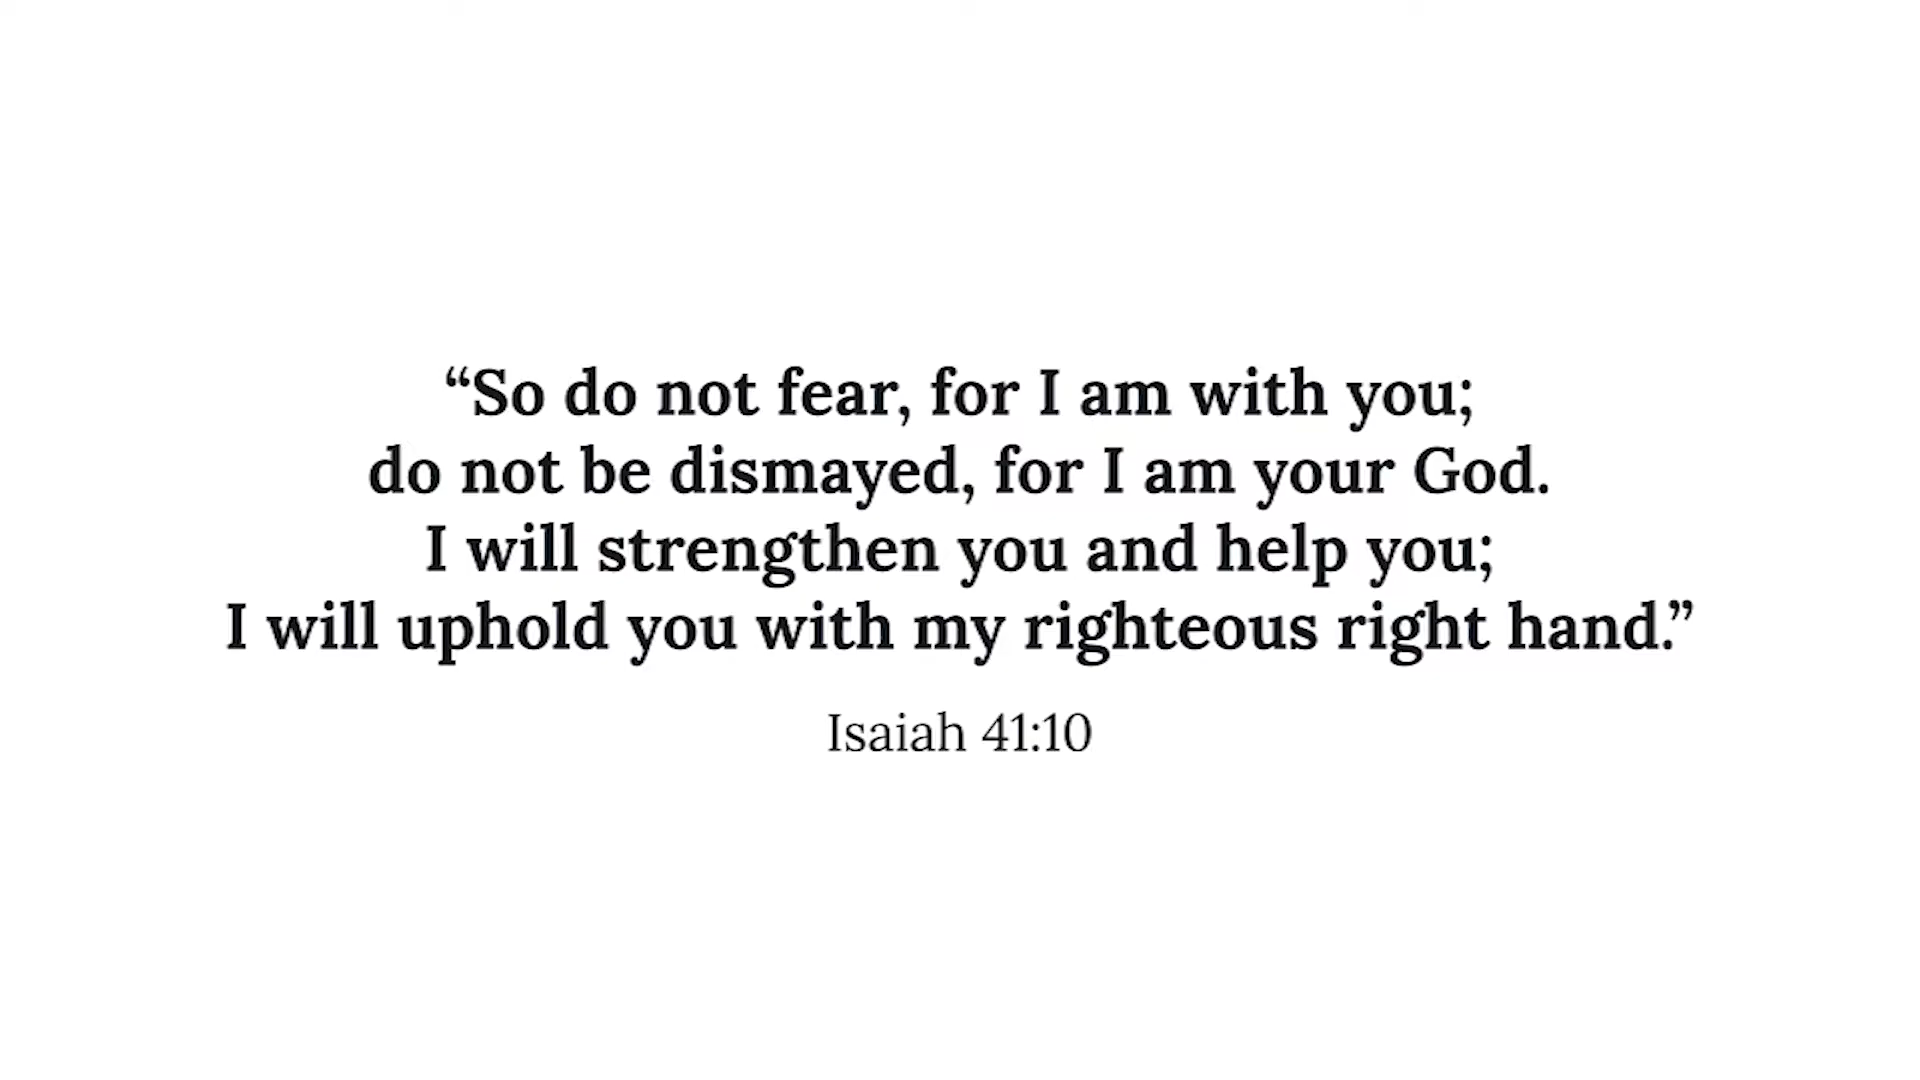 “So do not fear, for I am with you;
do not be dismayed, for I am your God.
I will strengthen you and help you;
I will uphold you with my righteous right hand.”
Isaiah 41:10